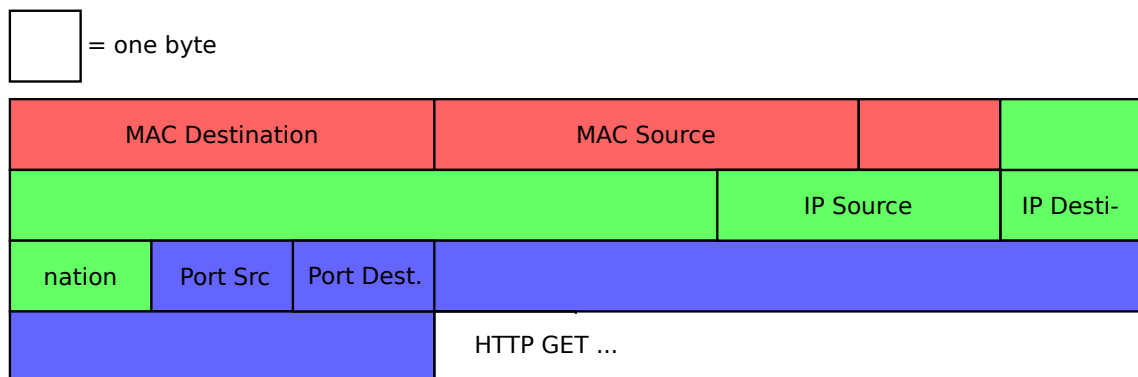 = one byte
MAC Destination MAC Source
IP Source IP Desti-
nation Port Src Port Dest.
HTTP GET ...